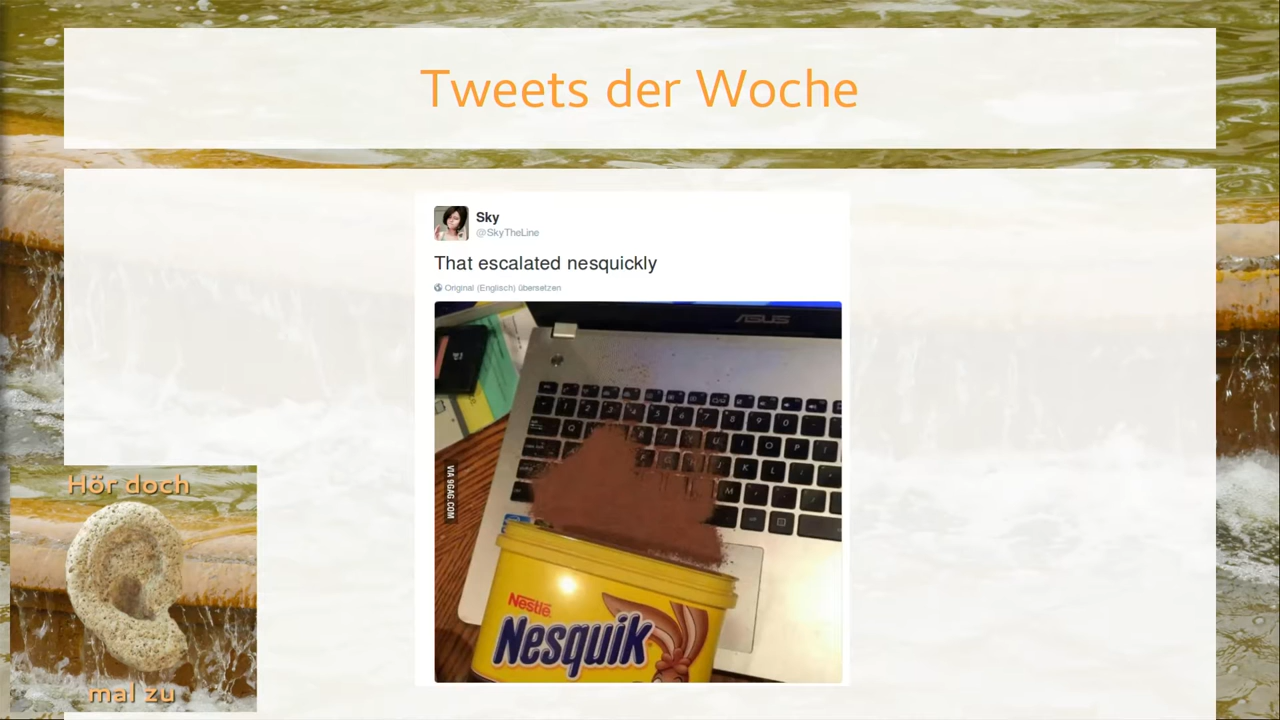 Tweets der Woche
Sky
@SkyTheLine
That escalated nesquickly
Original (Englisch) übersetzen
ASUS
VIA 9GAG.COM
Nestlé
Nesquik
Hör doch
mal zu